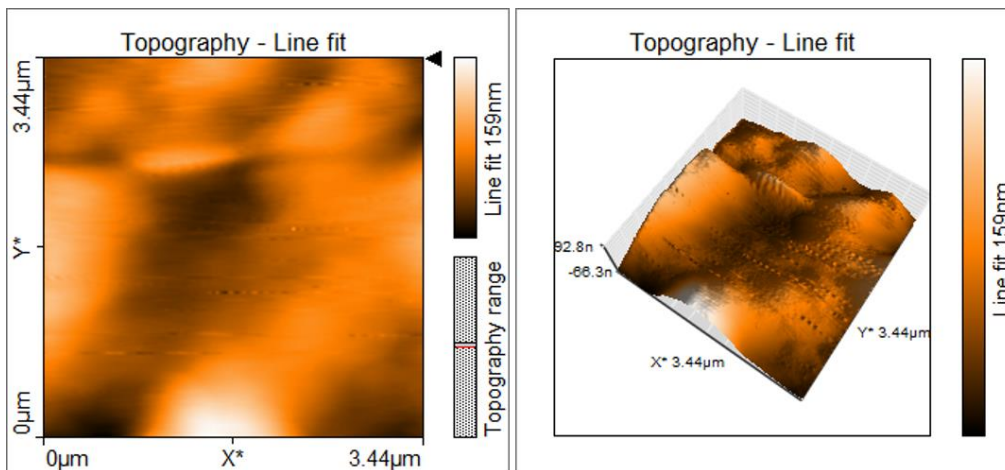 Topography - Line fit
3.44µm
Y*
0µm
0µm
X*
3.44µm
Line fit 159nm
Topography range
Topography - Line fit
92.8n
-66.3n
X* 3.44µm
Y* 3.44µm
Line fit 159nm